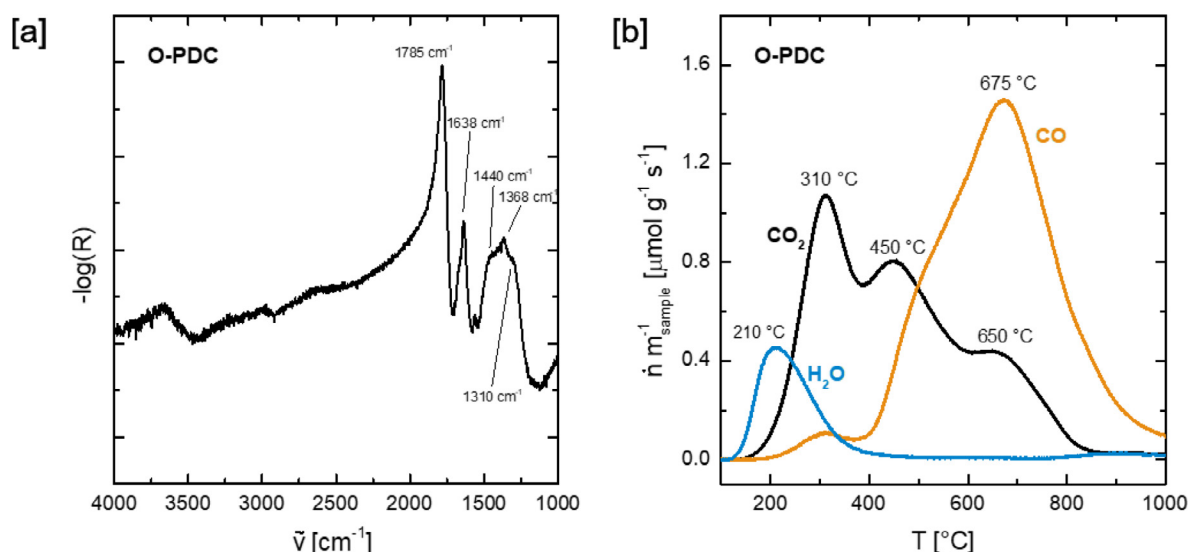 [a]
O-PDC
1785 cm⁻¹
1638 cm⁻¹
1440 cm⁻¹
1368 cm⁻¹
1310 cm⁻¹
-log(R)
4000 3500 3000 2500 2000 1500 1000
ṽ [cm⁻¹]
[b]
O-PDC
675 °C
CO
310 °C
CO₂
450 °C
210 °C
650 °C
H₂O
1.6
1.2
0.8
0.4
0.0
ṅ m⁻¹sample [µmol g⁻¹ s⁻¹]
200 400 600 800 1000
T [°C]